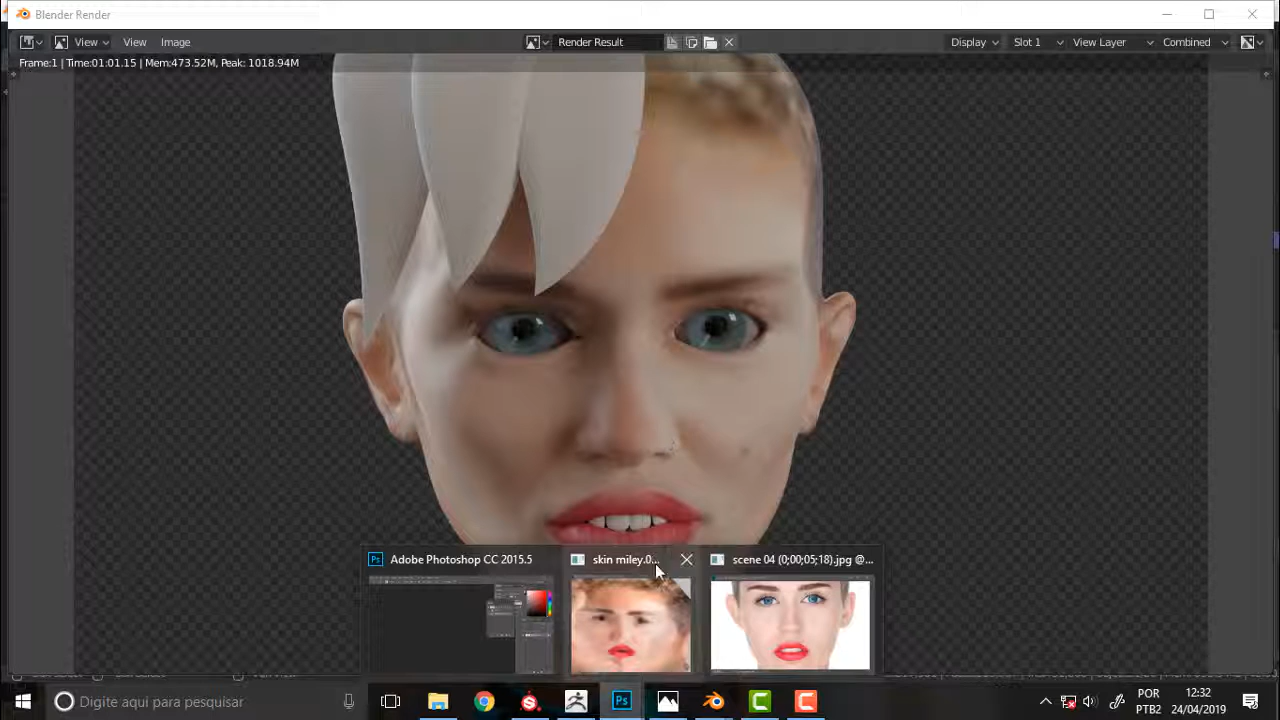 Blender Render
View View Image Render Result Display Slot 1 View Layer Combined
Frame:1 | Time:01:01.15 | Mem:473.52M, Peak: 1018.94M
Adobe Photoshop CC 2015.5 skin miley.0... scene 04 (0;00;05;18).jpg @...
Digite aqui para pesquisar POR 12:32
PTB2 24/04/2019